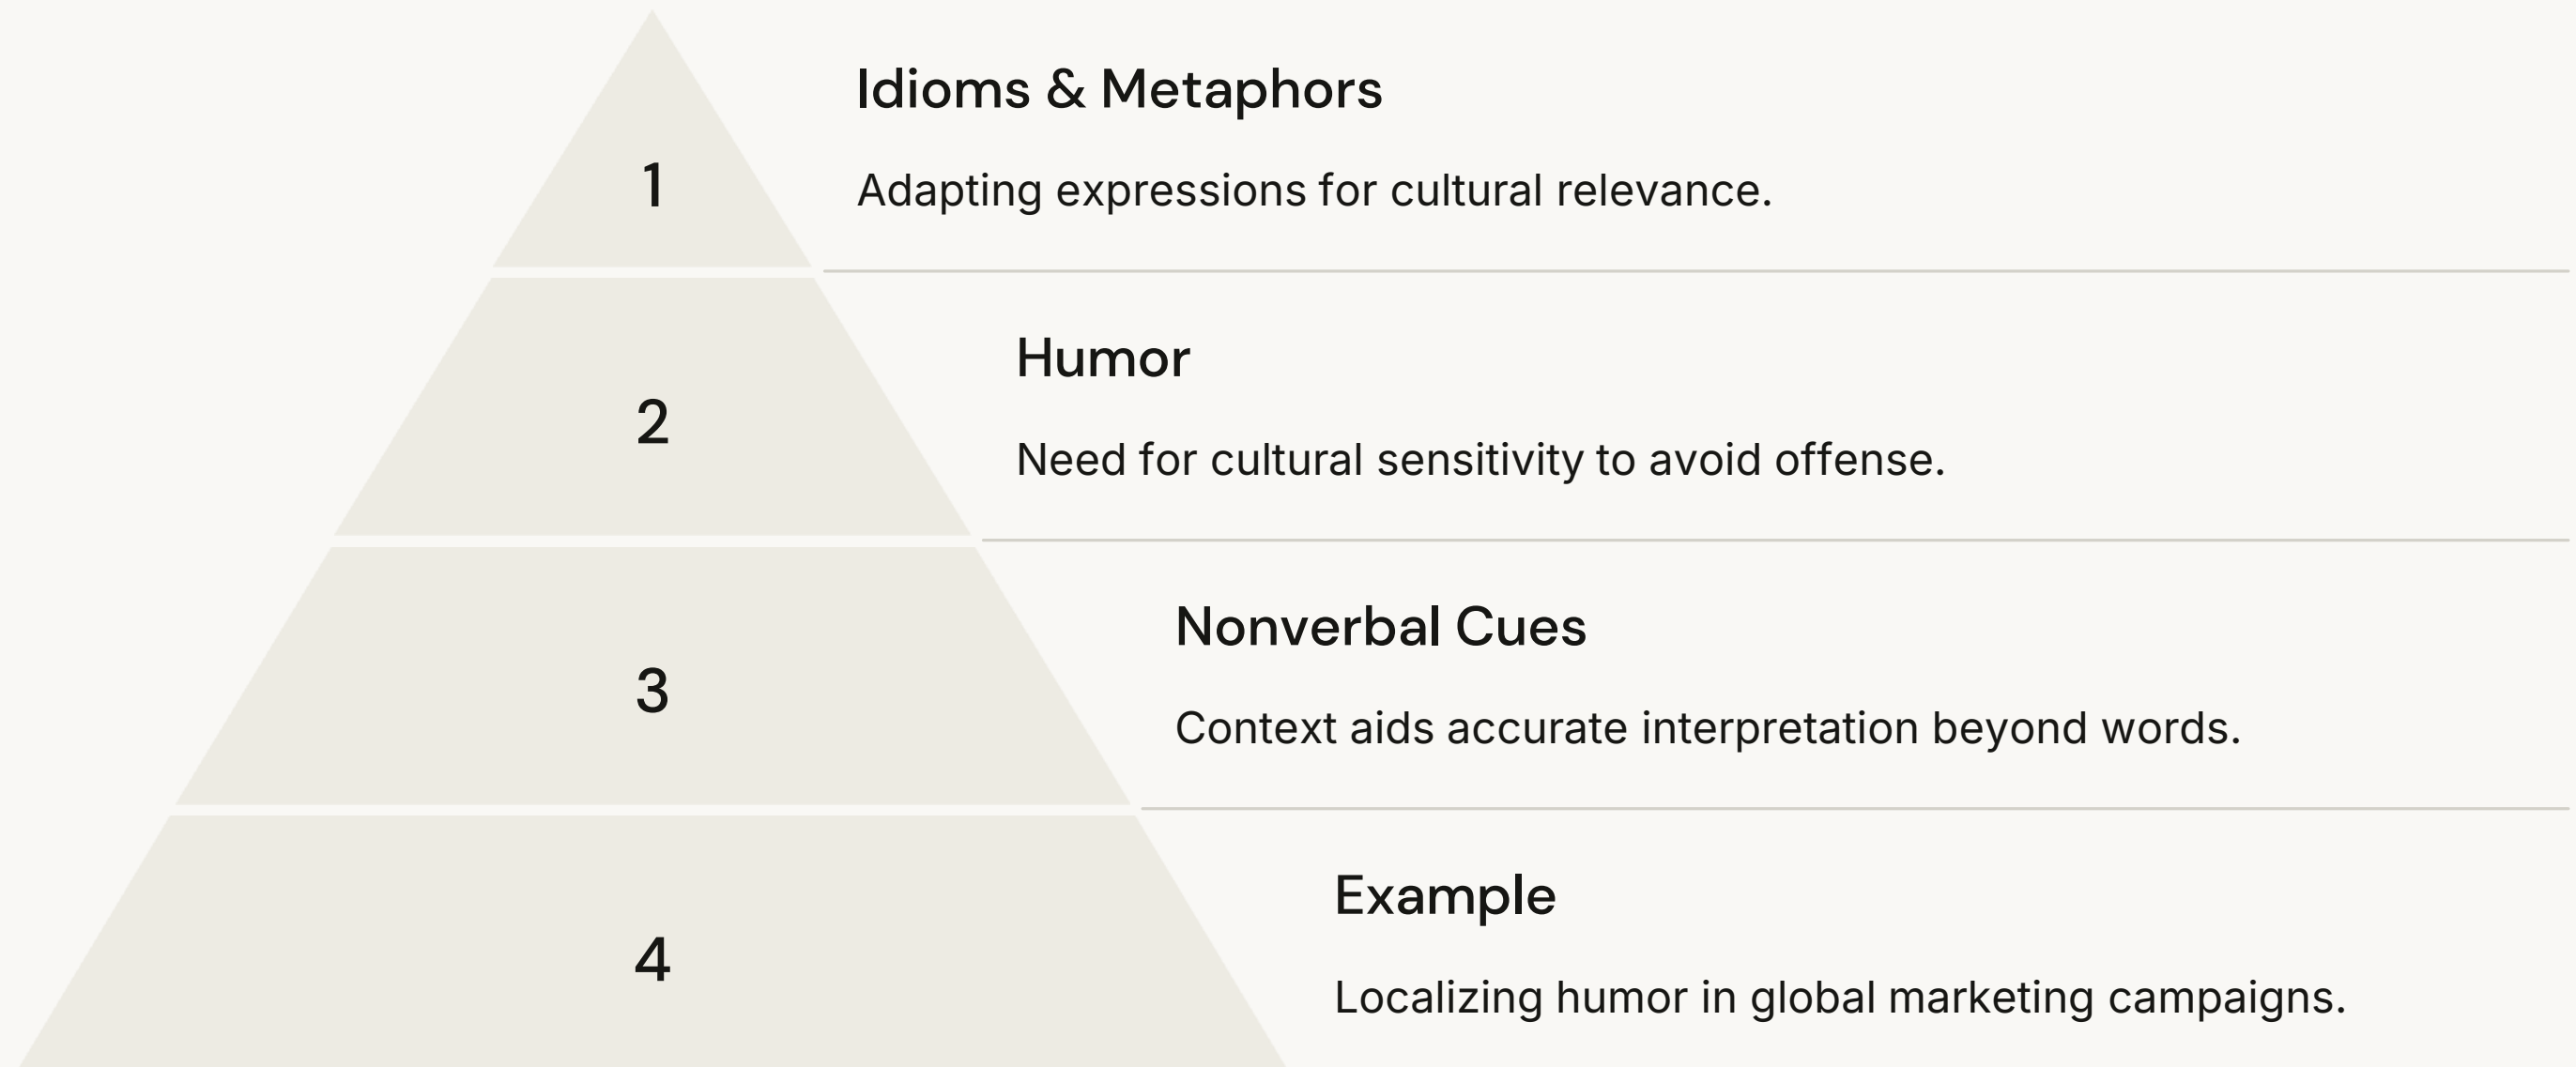 Idioms & Metaphors
1
Adapting expressions for cultural relevance.
Humor
2
Need for cultural sensitivity to avoid offense.
Nonverbal Cues
3
Context aids accurate interpretation beyond words.
Example
4
Localizing humor in global marketing campaigns.